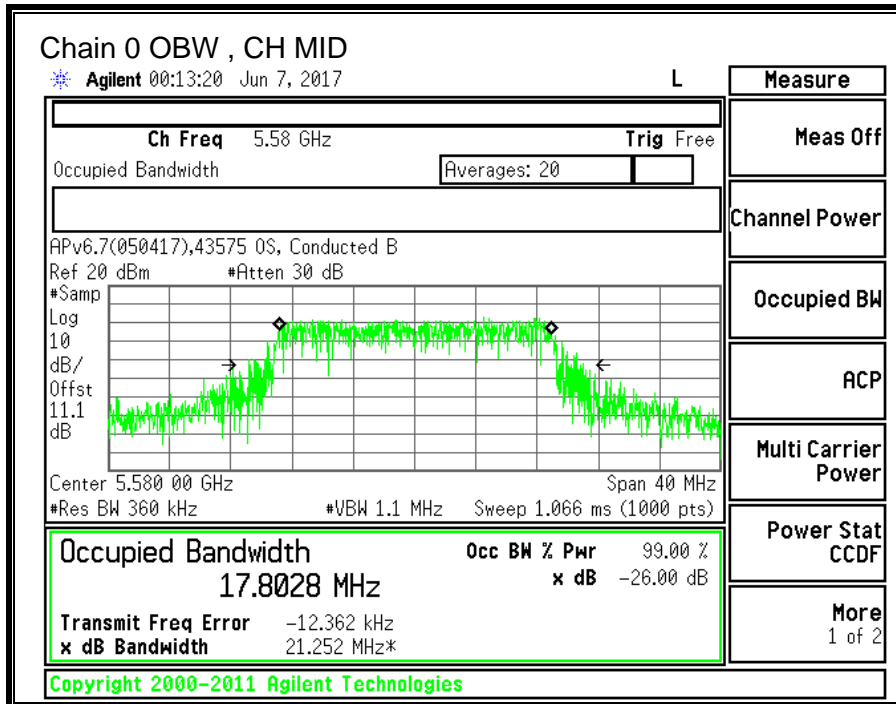 Chain 0 OBW , CH MID
Agilent 00:13:20 Jun 7, 2017 L
Measure
Ch Freq 5.58 GHz Trig Free
Meas Off
Occupied Bandwidth Averages: 20
Channel Power
APv6.7(050417),43575 OS, Conducted B
Ref 20 dBm #Atten 30 dB
#Samp
Log
10
dB/
Offst
11.1
dB
Occupied BW
ACP
Multi Carrier
Power
Center 5.580 00 GHz Span 40 MHz
#Res BW 360 kHz #VBW 1.1 MHz Sweep 1.066 ms (1000 pts)
Power Stat
CCDF
Occupied Bandwidth Occ BW % Pwr 99.00 %
17.8028 MHz x dB -26.00 dB
Transmit Freq Error -12.362 kHz
x dB Bandwidth 21.252 MHz*
More
1 of 2
Copyright 2000-2011 Agilent Technologies